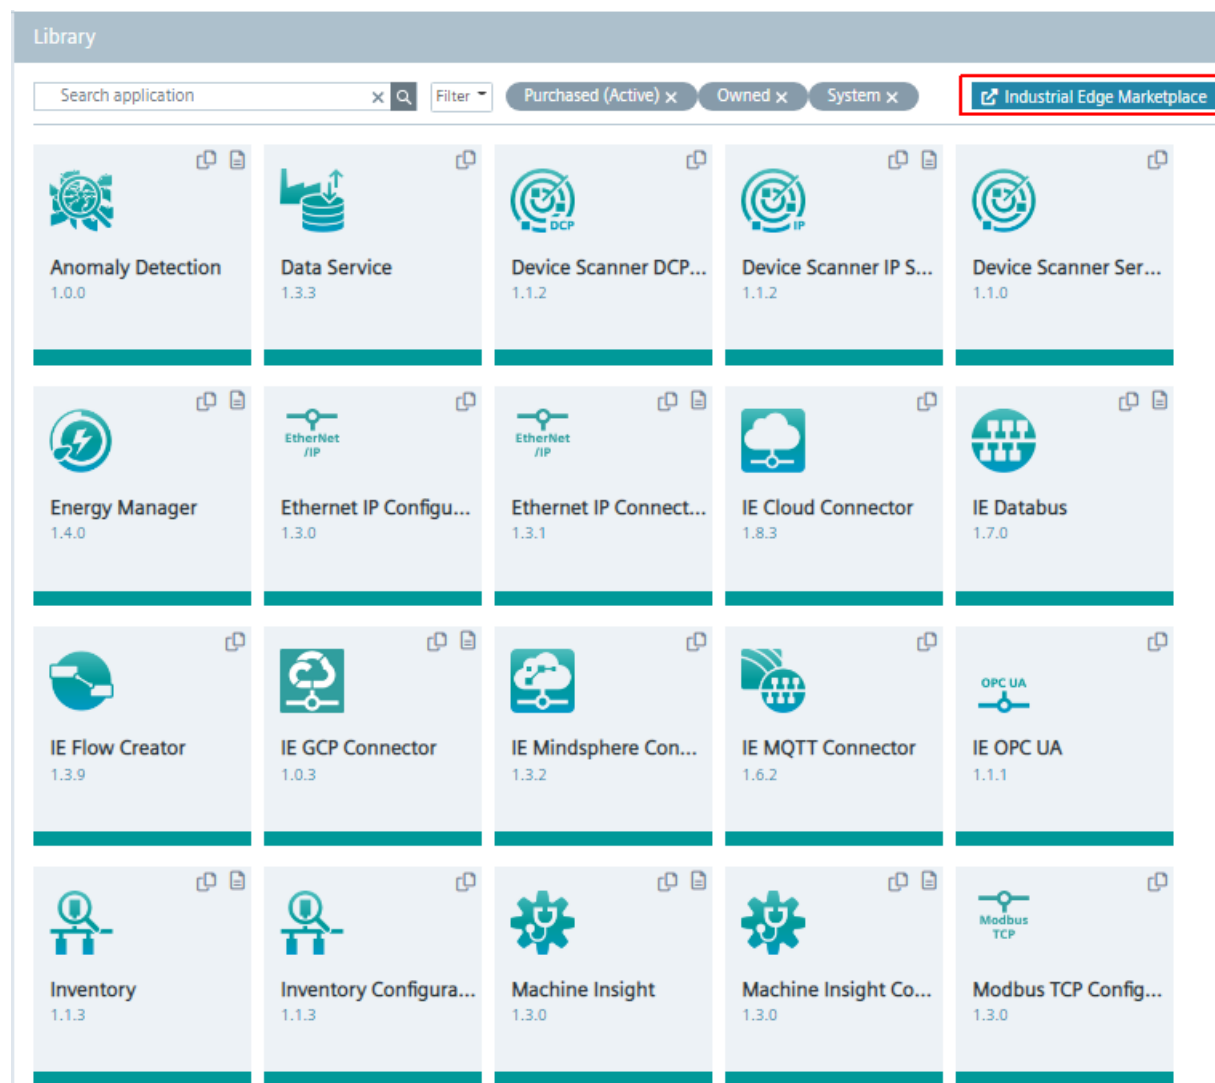 Library
Search application
Filter
Purchased (Active)
Owned
System
Industrial Edge Marketplace
DCP
IP
Anomaly Detection
Data Service
Device Scanner DCP...
Device Scanner IP S...
Device Scanner Ser...
1.0.0
1.3.3
1.1.2
1.1.2
1.1.0
EtherNet
/IP
EtherNet
/IP
Energy Manager
Ethernet IP Configu...
Ethernet IP Connect...
IE Cloud Connector
IE Databus
1.4.0
1.3.0
1.3.1
1.8.3
1.7.0
OPC UA
IE Flow Creator
IE GCP Connector
IE Mindsphere Con...
IE MQTT Connector
IE OPC UA
1.3.9
1.0.3
1.3.2
1.6.2
1.1.1
Modbus
TCP
Inventory
Inventory Configura...
Machine Insight
Machine Insight Co...
Modbus TCP Config...
1.1.3
1.1.3
1.3.0
1.3.0
1.3.0